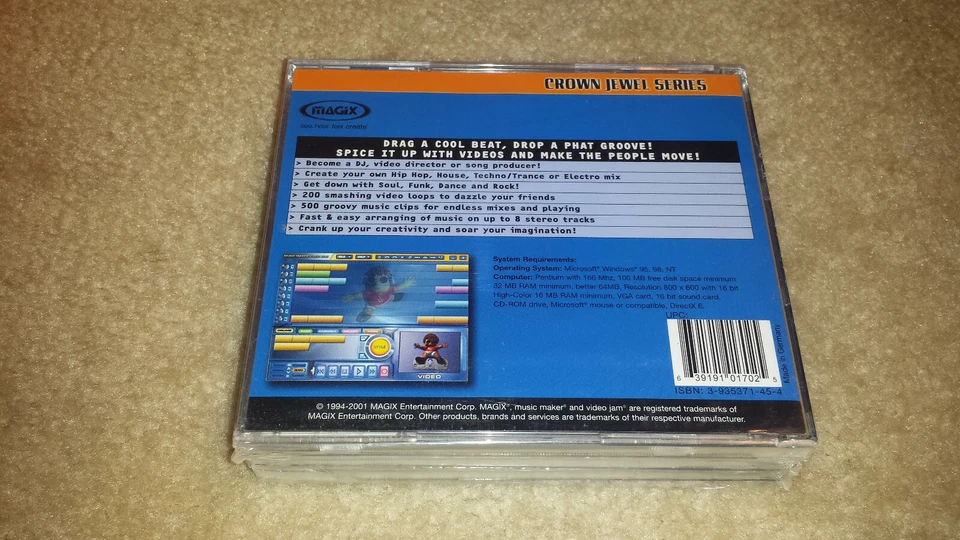 CROWN JEWEL SERIES
MAGIX
DRAG A COOL BEAT, DROP A PHAT GROOVE!
SPICE IT UP WITH VIDEOS AND MAKE THE PEOPLE MOVE!
> Become a DJ, video director or song producer!
> Create your own Hip Hop, House, Techno/Trance or Electro mix
> Get down with Soul, Funk, Dance and Rock!
> 200 smashing video loops to dazzle your friends
> 500 groovy music clips for endless mixes and playing
> Fast & easy arranging of music on up to 8 stereo tracks
> Crank up your creativity and soar your imagination!
System Requirements:
Operating System: Microsoft® Windows® 95, 98, NT
Computer: Pentium with 166 Mhz, 100 MB free disk space minimum
32 MB RAM minimum, better 64MB, Resolution 800 x 600 with 16 bit
High-Color 16 MB RAM minimum, VGA card, 16 bit sound card,
CD-ROM drive, Microsoft® mouse or compatible, DirectX 6,
UPC:
6 39191 01702 5
ISBN: 3-935371-45-4
Made in Germany
VIDEO
© 1994-2001 MAGIX Entertainment Corp. MAGIX®, music maker® and video jam® are registered trademarks of
MAGIX Entertainment Corp. Other products, brands and services are trademarks of their respective manufacturer.